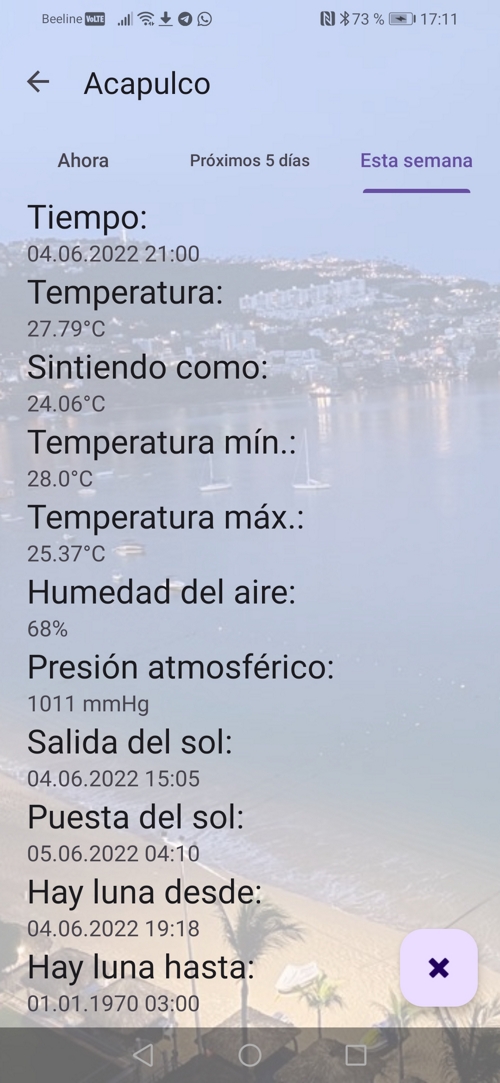 Beeline VoLTE 73 % 17:11
Acapulco
Ahora Próximos 5 días Esta semana
Tiempo:
04.06.2022 21:00
Temperatura:
27.79°C
Sintiendo como:
24.06°C
Temperatura mín.:
28.0°C
Temperatura máx.:
25.37°C
Humedad del aire:
68%
Presión atmosférico:
1011 mmHg
Salida del sol:
04.06.2022 15:05
Puesta del sol:
05.06.2022 04:10
Hay luna desde:
04.06.2022 19:18
Hay luna hasta:
01.01.1970 03:00